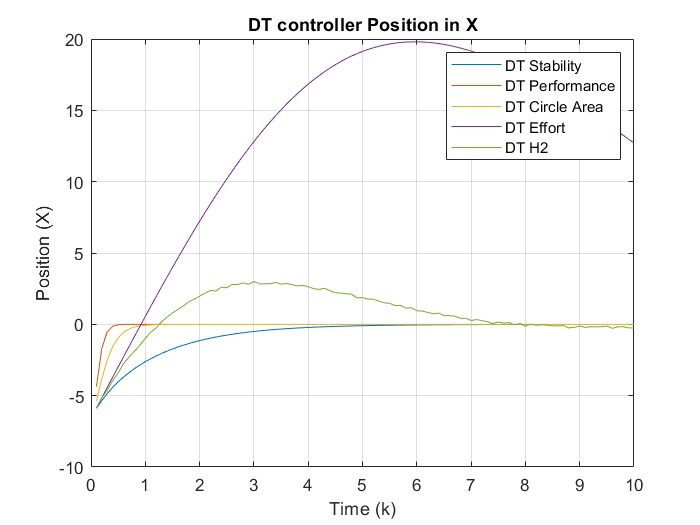 DT controller Position in X
20
15
10
5
0
-5
-10
Position (X)
DT Stability
DT Performance
DT Circle Area
DT Effort
DT H2
0 1 2 3 4 5 6 7 8 9 10
Time (k)